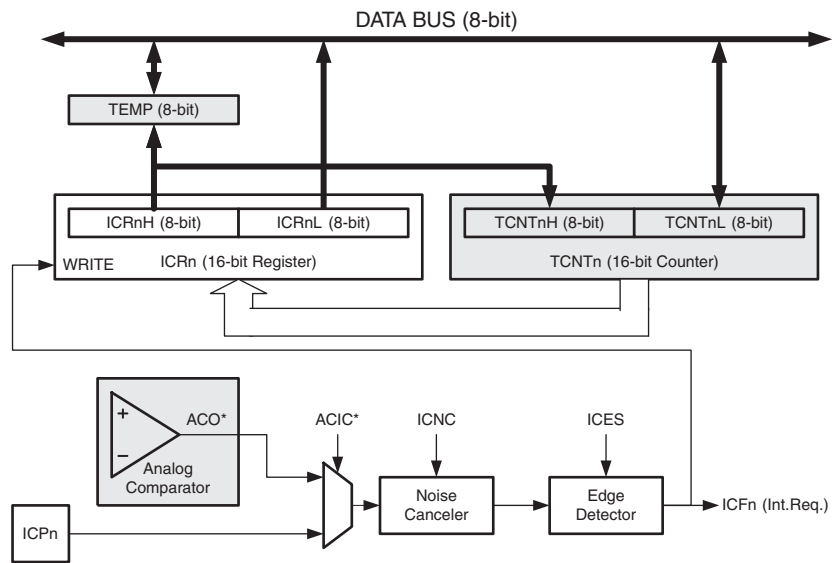 DATA BUS (8-bit)
TEMP (8-bit)
ICRnH (8-bit)
ICRnL (8-bit)
TCNTnH (8-bit)
TCNTnL (8-bit)
WRITE
ICRn (16-bit Register)
TCNTn (16-bit Counter)
+
−
ACO*
Analog
Comparator
ACIC*
ICNC
ICES
Noise
Canceler
Edge
Detector
ICFn (Int.Req.)
ICPn